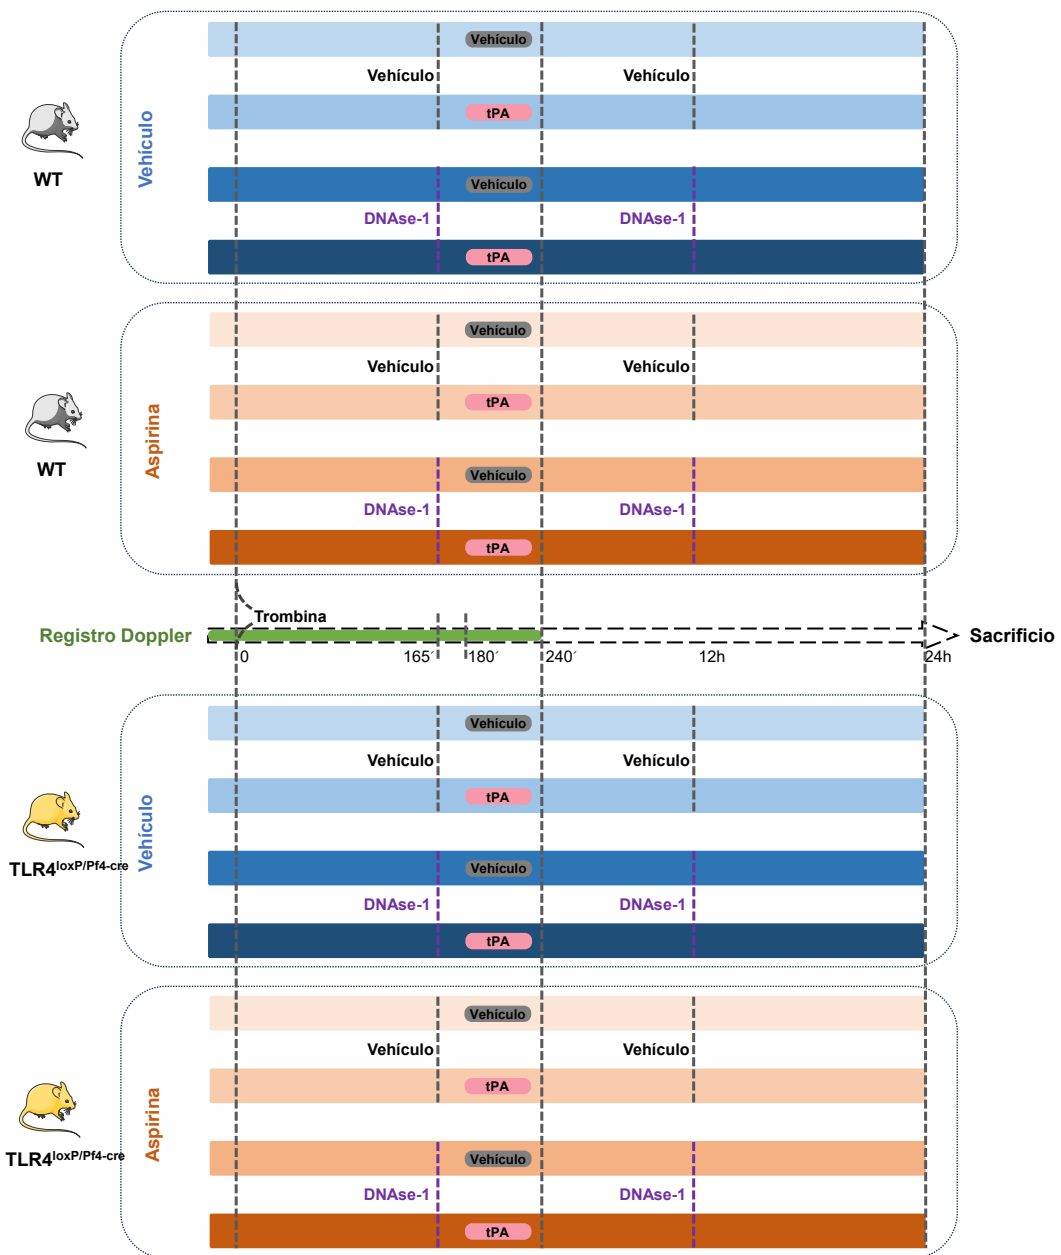 Vehículo
Vehículo
Vehículo
tPA
WT
Vehículo
Vehículo
DNAse-1
DNAse-1
tPA
Vehículo
Vehículo
Vehículo
tPA
WT
Aspirina
Vehículo
DNAse-1
DNAse-1
tPA
Trombina
Registro Doppler
Sacrificio
0
165´
180´
240´
12h
24h
Vehículo
Vehículo
Vehículo
tPA
TLR4loxP/Pf4-cre
Vehículo
Vehículo
DNAse-1
DNAse-1
tPA
Vehículo
Vehículo
Vehículo
tPA
TLR4loxP/Pf4-cre
Aspirina
Vehículo
DNAse-1
DNAse-1
tPA